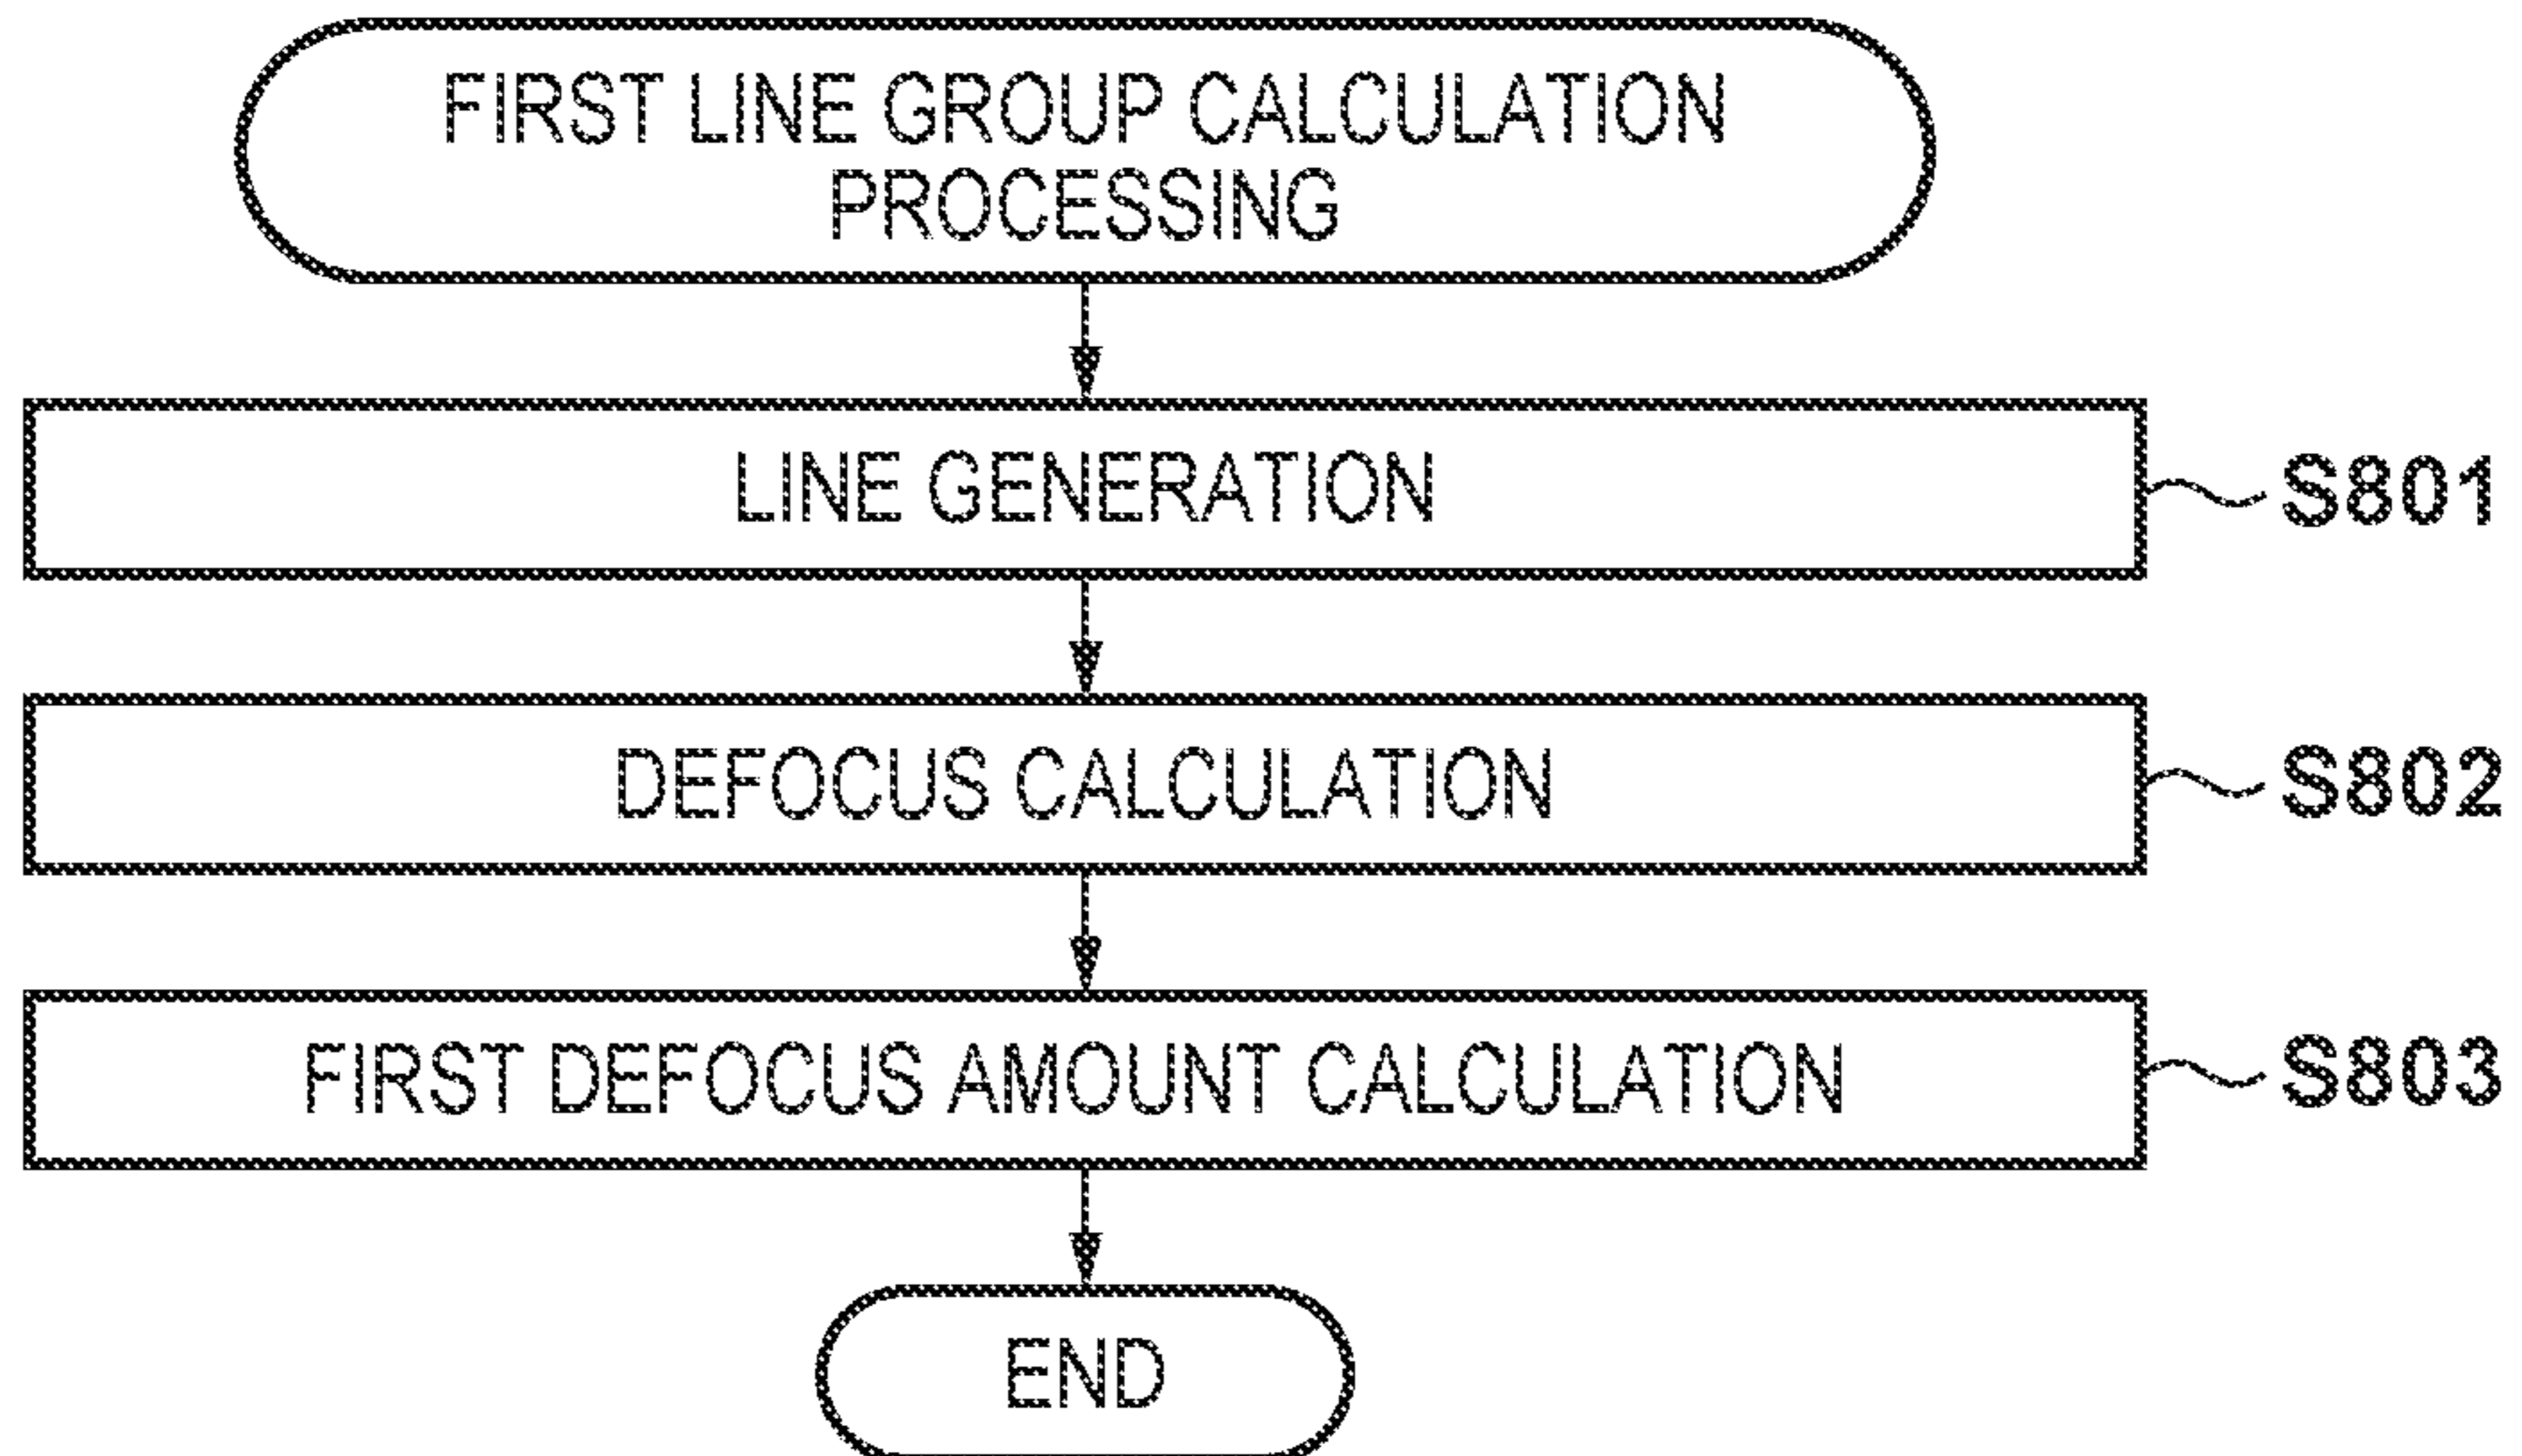 FIRST LINE GROUP CALCULATION
PROCESSING
LINE GENERATION
S801
DEFOCUS CALCULATION
S802
FIRST DEFOCUS AMOUNT CALCULATION
S803
END